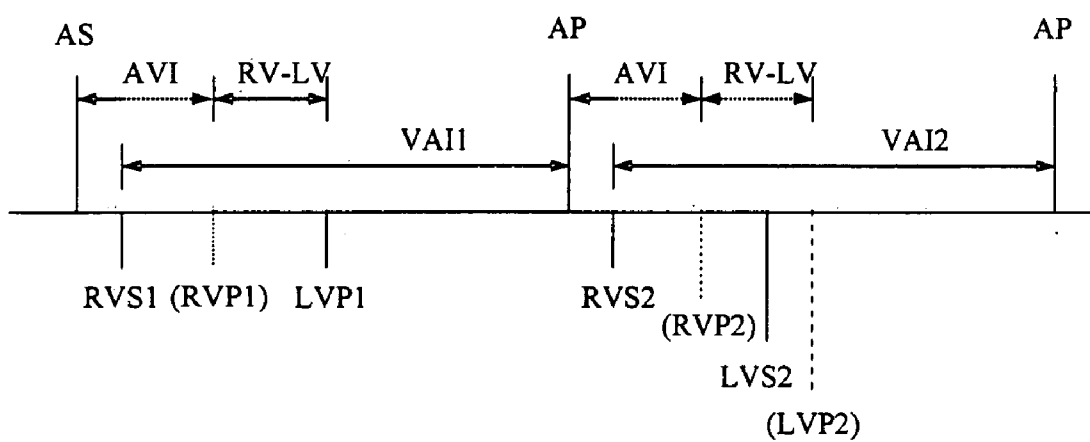 AS AP AP
AVI RV-LV AVI RV-LV
VAI1 VAI2
RVS1 (RVP1) LVP1 RVS2
(RVP2)
LVS2
(LVP2)